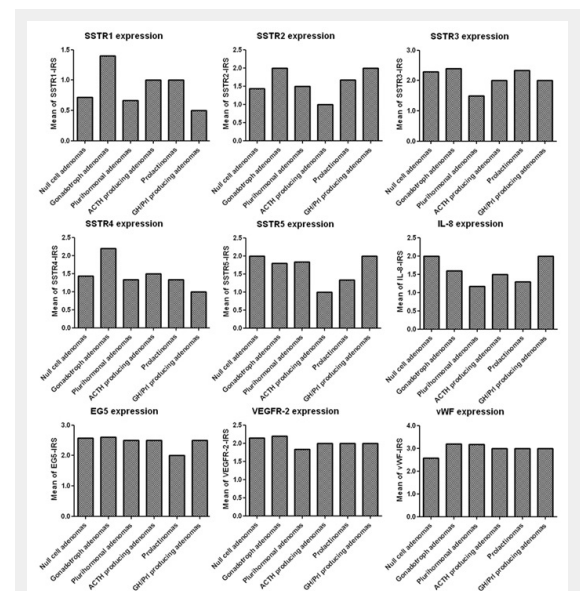 SSTR1 expression
Mean of SSTR1-IRS
1.5
1.0
0.5
0.0
Null cell adenomas
Gonadotroph adenomas
Plurihormonal adenomas
ACTH producing adenomas
Prolactinomas
GH/Prl producing adenomas
SSTR2 expression
Mean of SSTR2-IRS
2.5
2.0
1.5
1.0
0.5
0.0
Null cell adenomas
Gonadotroph adenomas
Plurihormonal adenomas
ACTH producing adenomas
Prolactinomas
GH/Prl producing adenomas
SSTR3 expression
Mean of SSTR3-IRS
3.0
2.0
1.0
0.0
Null cell adenomas
Gonadotroph adenomas
Plurihormonal adenomas
ACTH producing adenomas
Prolactinomas
GH/Prl producing adenomas
SSTR4 expression
Mean of SSTR4-IRS
2.5
2.0
1.5
1.0
0.5
0.0
Null cell adenomas
Gonadotroph adenomas
Plurihormonal adenomas
ACTH producing adenomas
Prolactinomas
GH/Prl producing adenomas
SSTR5 expression
Mean of SSTR5-IRS
2.5
2.0
1.5
1.0
0.5
0.0
Null cell adenomas
Gonadotroph adenomas
Plurihormonal adenomas
ACTH producing adenomas
Prolactinomas
GH/Prl producing adenomas
IL-8 expression
Mean of IL-8-IRS
2.5
2.0
1.5
1.0
0.5
0.0
Null cell adenomas
Gonadotroph adenomas
Plurihormonal adenomas
ACTH producing adenomas
Prolactinomas
GH/Prl producing adenomas
EG5 expression
Mean of EG5-IRS
3.0
2.0
1.0
0.0
Null cell adenomas
Gonadotroph adenomas
Plurihormonal adenomas
ACTH producing adenomas
Prolactinomas
GH/Prl producing adenomas
VEGFR-2 expression
Mean of VEGFR-2-IRS
2.5
2.0
1.5
1.0
0.5
0.0
Null cell adenomas
Gonadotroph adenomas
Plurihormonal adenomas
ACTH producing adenomas
Prolactinomas
GH/Prl producing adenomas
vWF expression
Mean of vWF-IRS
4.0
3.0
2.0
1.0
0.0
Null cell adenomas
Gonadotroph adenomas
Plurihormonal adenomas
ACTH producing adenomas
Prolactinomas
GH/Prl producing adenomas